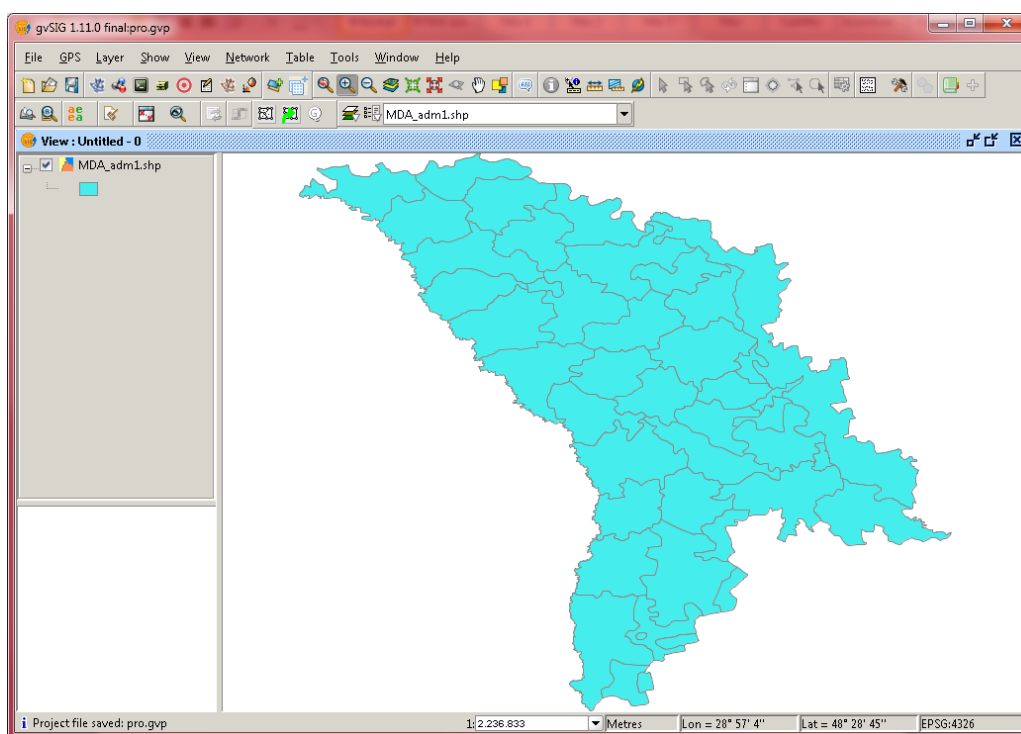 gvSIG 1.11.0 final:pro.gvp
File GPS Layer Show View Network Table Tools Window Help
MDA_adm1.shp
View : Untitled - 0
MDA_adm1.shp
Project file saved: pro.gvp 1: 2.236.833 Metres Lon = 28° 57' 4'' Lat = 48° 28' 45'' EPSG:4326